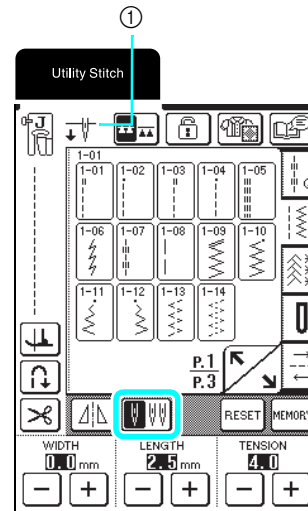 ①
Utility Stitch
J
1-01
1-01 1-02 1-03 1-04 1-05
1-06 1-07 1-08 1-09 1-10
1-11 1-12 1-13 1-14
P.1
P.3
RESET MEMORY
WIDTH LENGTH TENSION
0.0 mm 2.5 mm 4.0
− + − + − +